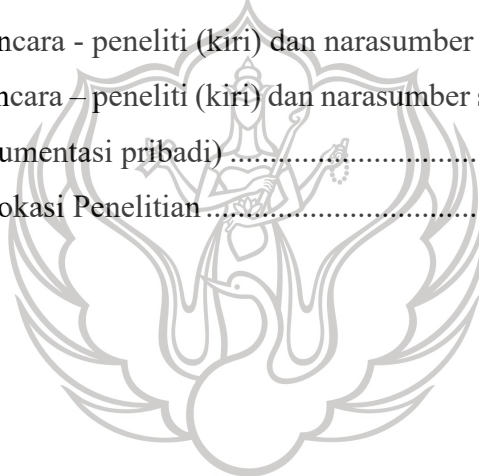 ncara - peneliti (kiri) dan narasumber
ncara – peneliti (kiri) dan narasumber s
umentasi pribadi) ................................
okasi Penelitian ...................................